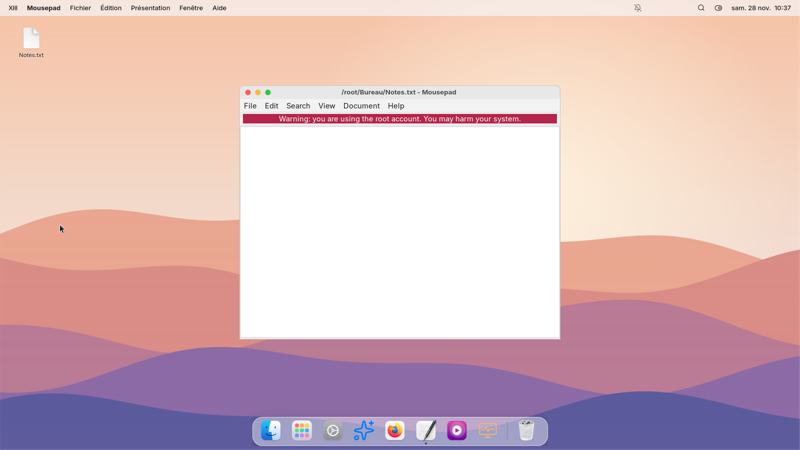 XIII Mousepad Fichier Édition Présentation Fenêtre Aide sam. 28 nov. 10:37
Notes.txt
/root/Bureau/Notes.txt - Mousepad
File Edit Search View Document Help
Warning: you are using the root account. You may harm your system.